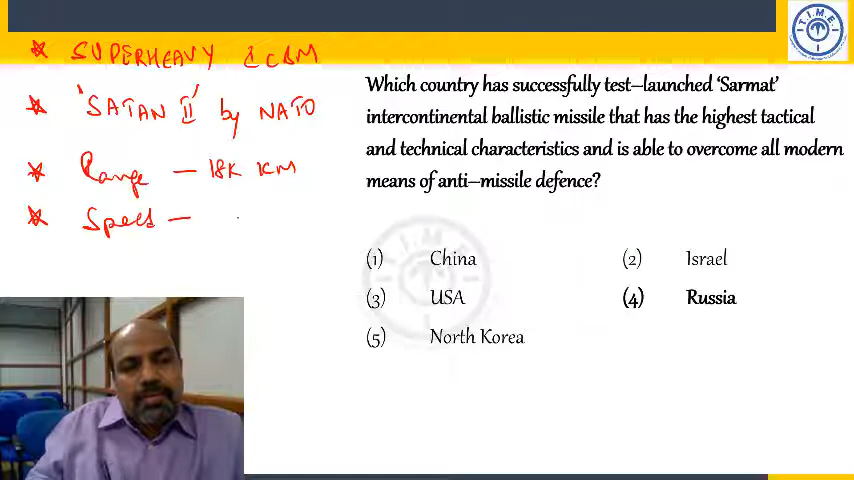 SUPERHEAVY ICBM
'SATAN II' by NATO
Range — 18K KM
Speed —
T.I.M.E.
Which country has successfully test–launched 'Sarmat'
intercontinental ballistic missile that has the highest tactical
and technical characteristics and is able to overcome all modern
means of anti–missile defence?
(1) China (2) Israel
(3) USA (4) Russia
(5) North Korea
T.I.M.E.